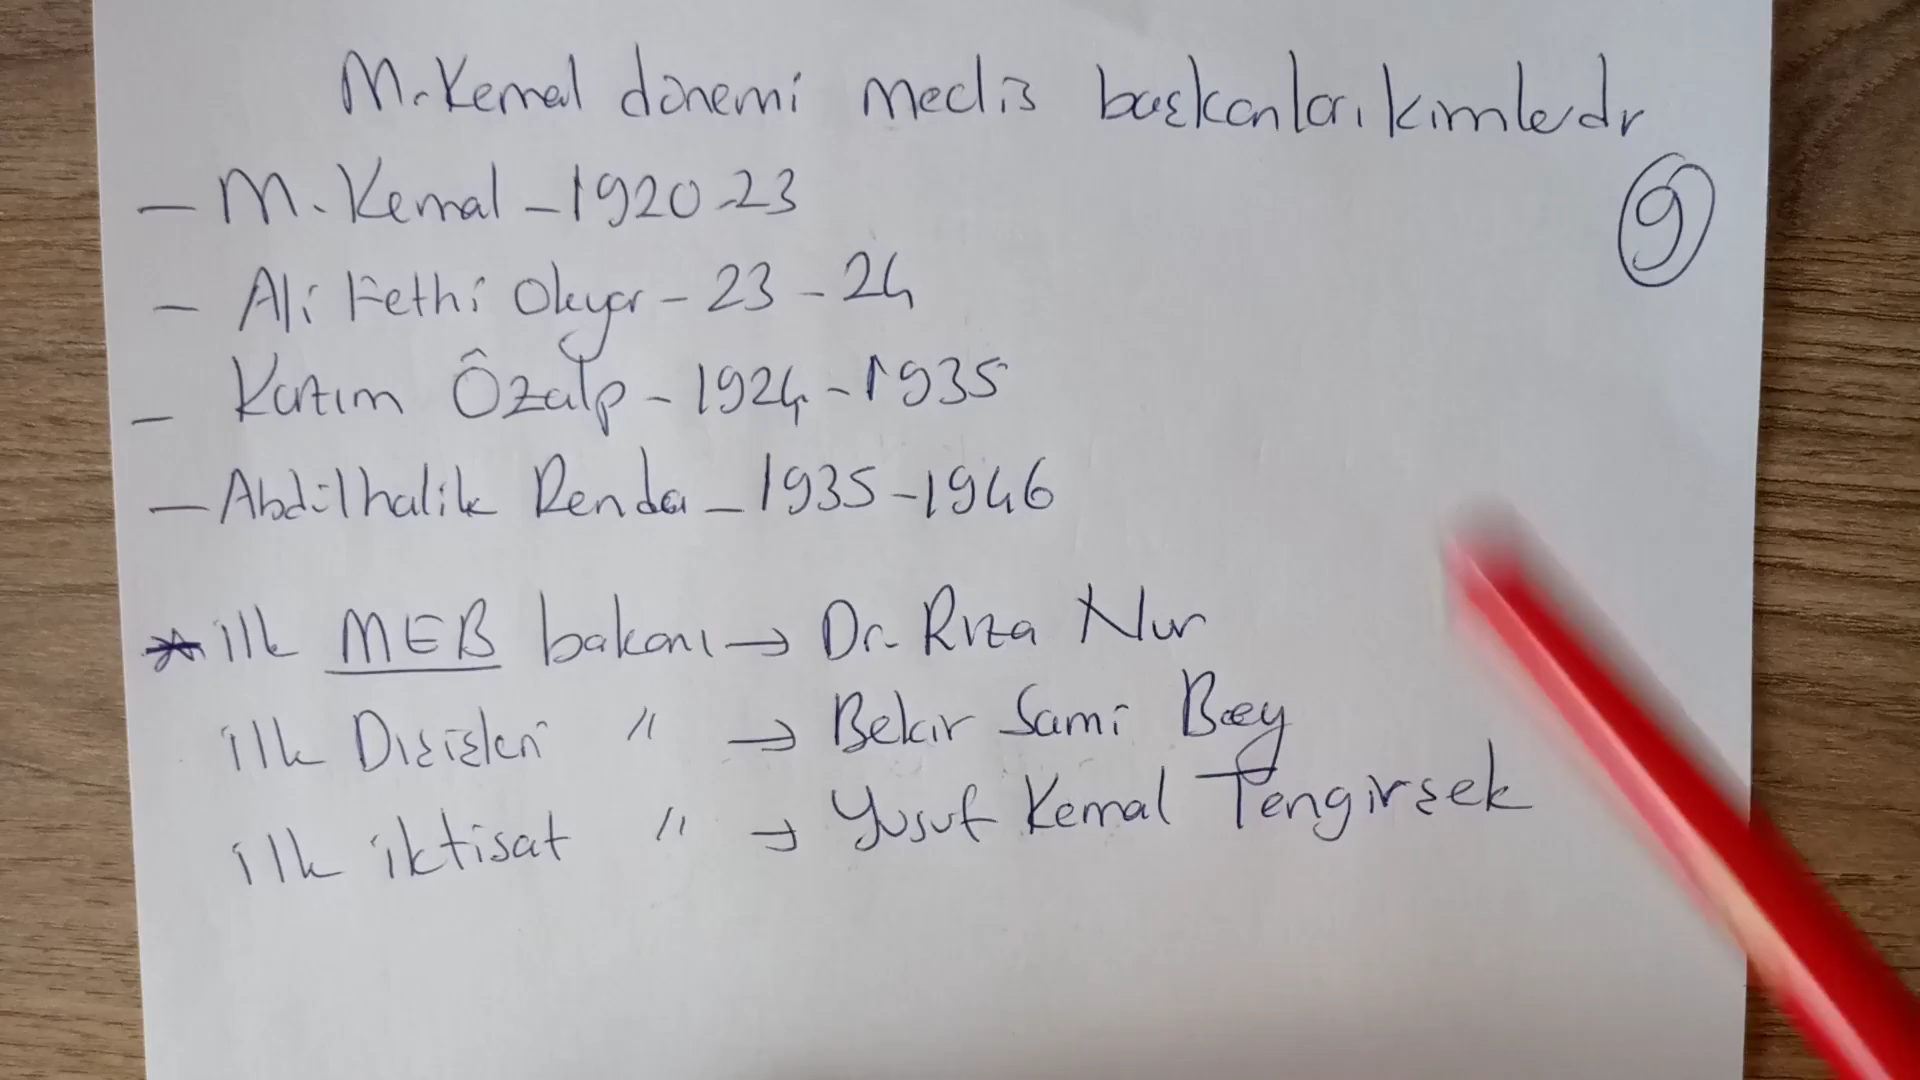 M. Kemal dönemi meclis başkanları kimlerdir
9
- M. Kemal - 1920-23
- Ali Fethi Okyar - 23 - 24
- Kazım Özalp - 1924 - 1935
- Abdülhalik Renda - 1935 - 1946
* ilk MEB bakanı → Dr. Rıza Nur
ilk Dışişleri " → Bekir Sami Bey
ilk iktisat " → Yusuf Kemal Tengirşek